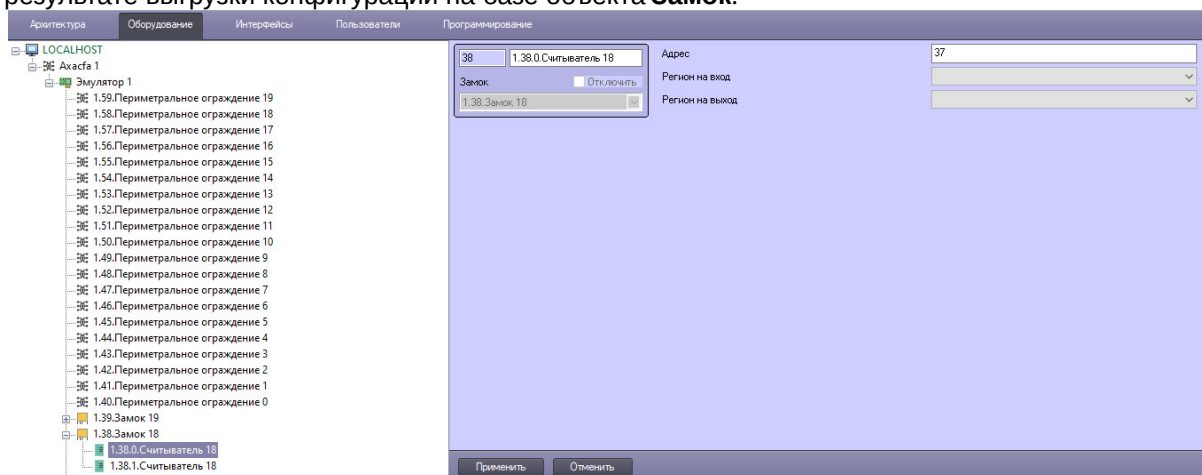 результате выгрузки конфигурации на базе объекта Замок.
Архитектура Оборудование Интерфейсы Пользователи Программирование
LOCALHOST
Axacfa 1
Эмулятор 1
1.59.Периметральное ограждение 19
1.58.Периметральное ограждение 18
1.57.Периметральное ограждение 17
1.56.Периметральное ограждение 16
1.55.Периметральное ограждение 15
1.54.Периметральное ограждение 14
1.53.Периметральное ограждение 13
1.52.Периметральное ограждение 12
1.51.Периметральное ограждение 11
1.50.Периметральное ограждение 10
1.49.Периметральное ограждение 9
1.48.Периметральное ограждение 8
1.47.Периметральное ограждение 7
1.46.Периметральное ограждение 6
1.45.Периметральное ограждение 5
1.44.Периметральное ограждение 4
1.43.Периметральное ограждение 3
1.42.Периметральное ограждение 2
1.41.Периметральное ограждение 1
1.40.Периметральное ограждение 0
1.39.Замок 19
1.38.Замок 18
1.38.0.Считыватель 18
1.38.1.Считыватель 18
38 1.38.0.Считыватель 18
Замок Отключить
1.38.Замок 18
Адрес 37
Регион на вход
Регион на выход
Применить Отменить